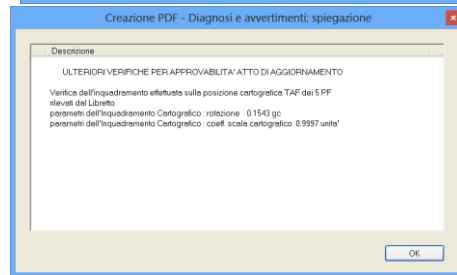 Creazione PDF - Diagnosi e avvertimenti: spiegazione
Descrizione
ULTERIORI VERIFICHE PER APPROVABILITA' ATTO DI AGGIORNAMENTO
Verifica dell'inquadramento effettuata sulla posizione cartografica TAF dei 5 PF
rilevati dal Libretto
parametri dell'Inquadramento Cartografico : rotazione 0.1543 gc
parametri dell'Inquadramento Cartografico : coeff. scala cartografico 0.9997 unita'
OK